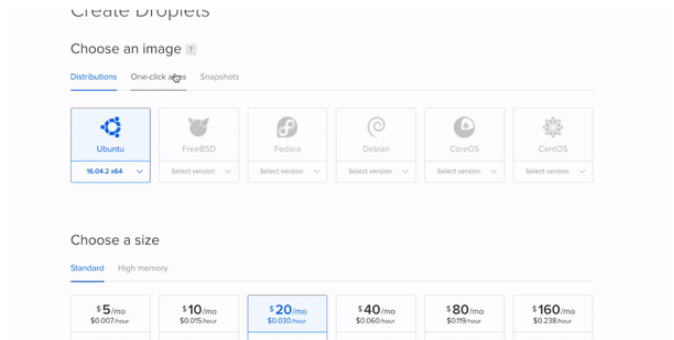 Create Droplets
Choose an image ?
Distributions One-click apps Snapshots
Ubuntu FreeBSD Fedora Debian CoreOS CentOS
16.04.2 x64 Select version Select version Select version Select version Select version
Choose a size
Standard High memory
$5/mo $10/mo $20/mo $40/mo $80/mo $160/mo
$0.007/hour $0.015/hour $0.030/hour $0.060/hour $0.119/hour $0.238/hour